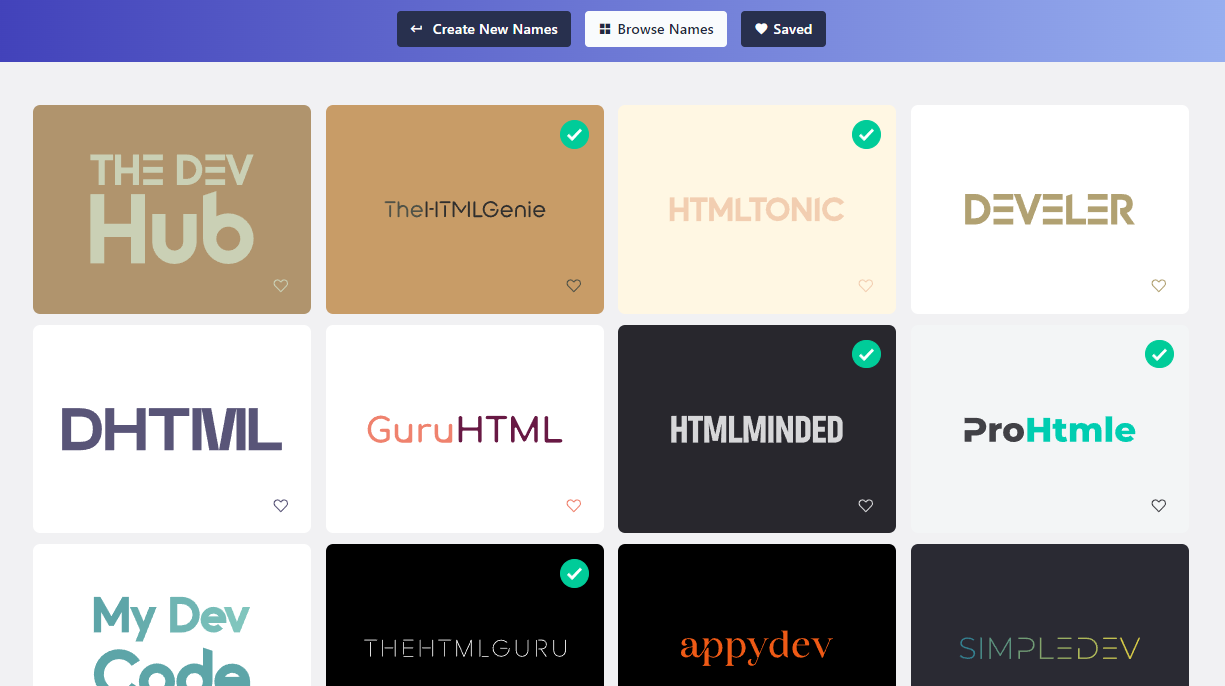 Create New Names
Browse Names
Saved
THE DEV
Hub
TheHTMLGenie
HTMLTONIC
DEVELER
DHTML
GuruHTML
HTMLMINDED
ProHtmle
My Dev
Code
THEHTMLGURU
appydev
SIMPLEDEV